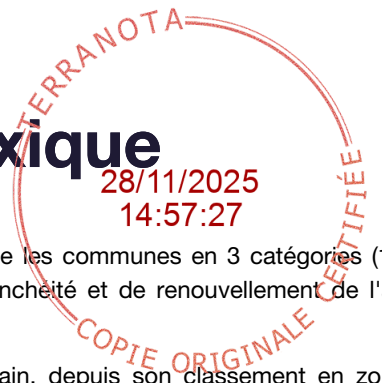 TERRANOTA
xique
28/11/2025
14:57:27
e les communes en 3 catégories (
nchéité et de renouvellement de l'
COPIE ORIGINALE CERTIFIÉE
ain, depuis son classement en zo